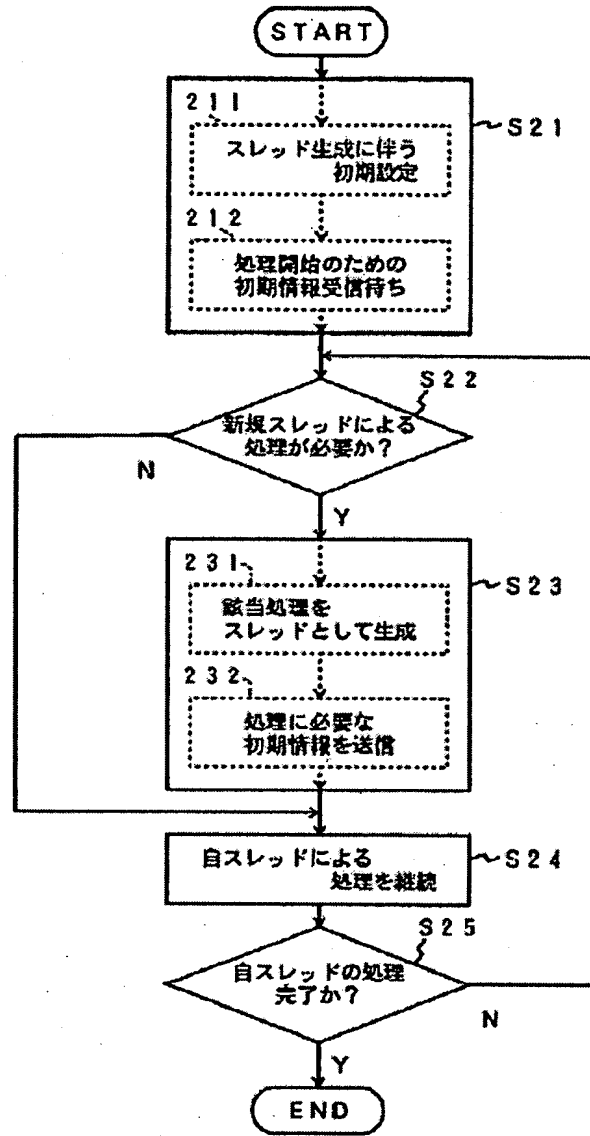 START
211
スレッド生成に伴う
初期設定
S21
212
処理開始のための
初期情報受信待ち
S22
新規スレッドによる
処理が必要か?
N
Y
231
該当処理を
スレッドとして生成
S23
232
処理に必要な
初期情報を送信
自スレッドによる
処理を継続
S24
S25
自スレッドの処理
完了か?
N
Y
END